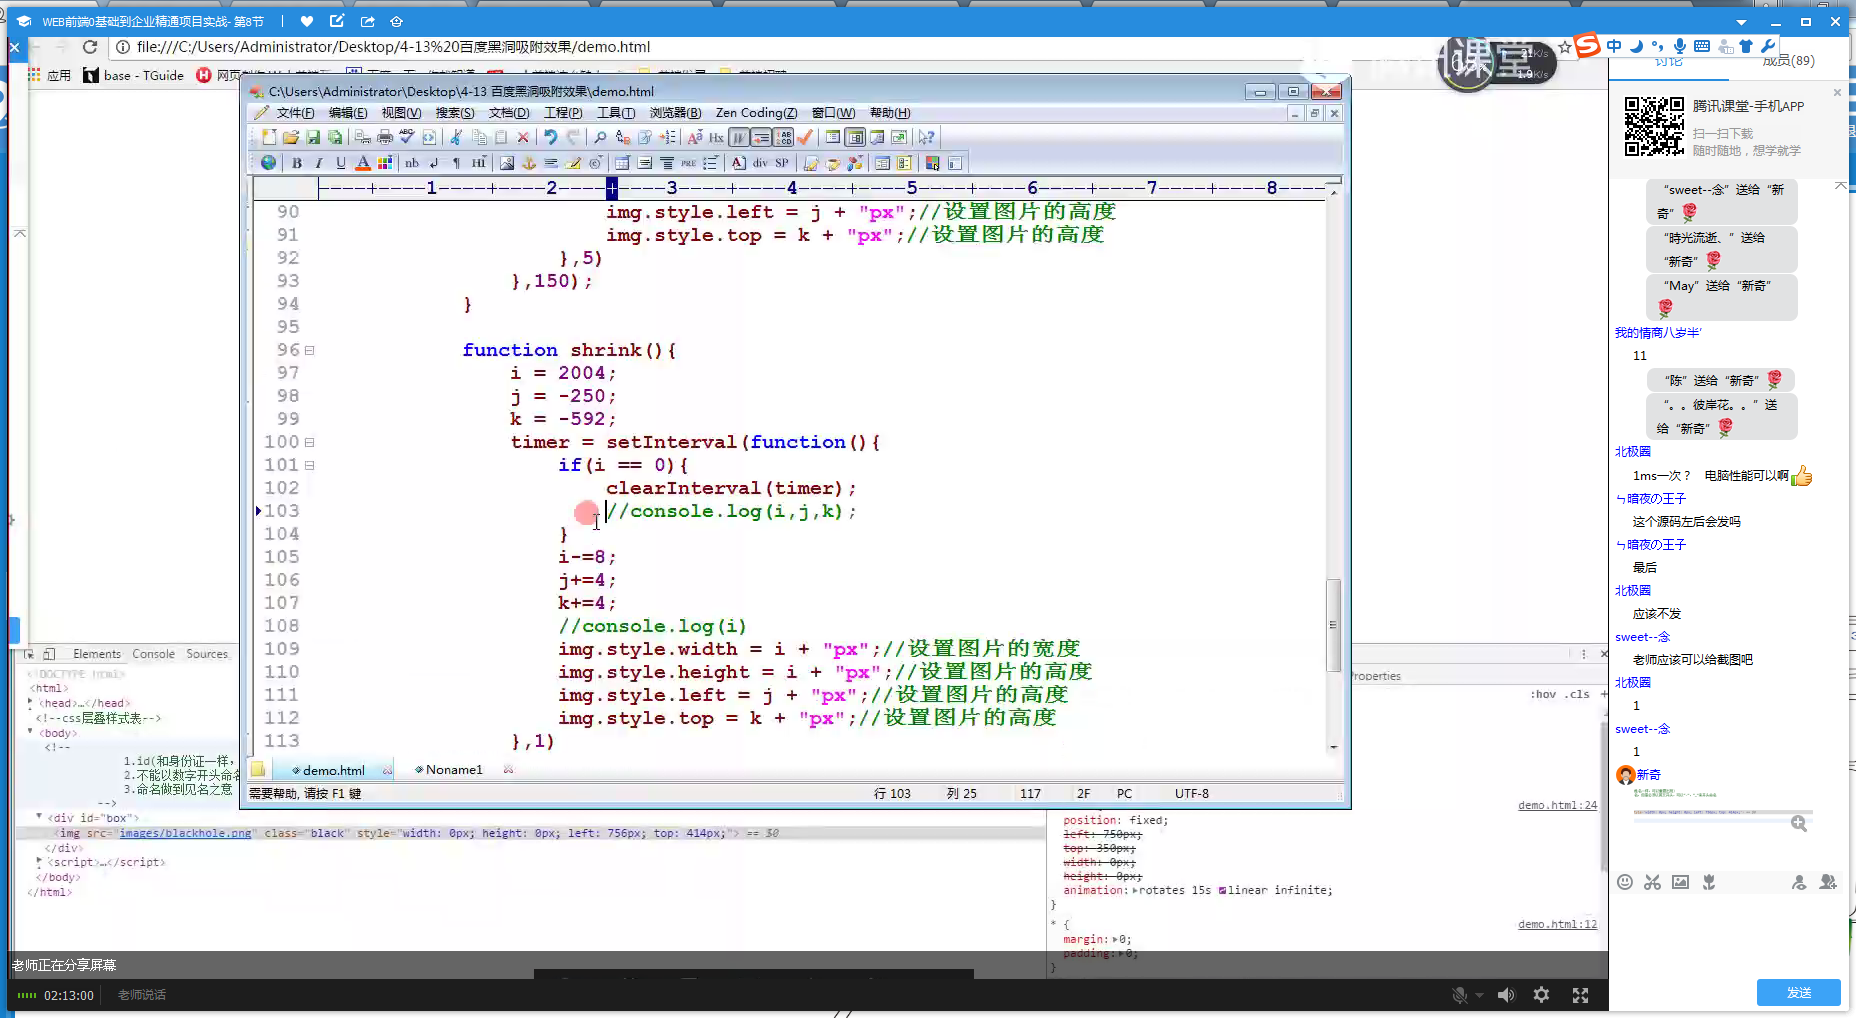 WEB前端0基础到企业精通项目实战- 第8节
file:///C:/Users/Administrator/Desktop/4-13%20百度黑洞吸附效果/demo.html
应用
base - TGuide
C:\Users\Administrator\Desktop\4-13 百度黑洞吸附效果\demo.html
文件(F) 编辑(E) 视图(V) 搜索(S) 文档(D) 工程(P) 工具(T) 浏览器(B) Zen Coding(Z) 窗口(W) 帮助(H)
----+----1----+----2----+----3----+----4----+----5----+----6----+----7----+----8---
90 img.style.left = j + "px";//设置图片的高度
91 img.style.top = k + "px";//设置图片的高度
92 },5)
93 },150);
94 }
95
96 function shrink(){
97 i = 2004;
98 j = -250;
99 k = -592;
100 timer = setInterval(function(){
101 if(i == 0){
102 clearInterval(timer);
103 //console.log(i,j,k);
104 }
105 i-=8;
106 j+=4;
107 k+=4;
108 //console.log(i)
109 img.style.width = i + "px";//设置图片的宽度
110 img.style.height = i + "px";//设置图片的高度
111 img.style.left = j + "px";//设置图片的高度
112 img.style.top = k + "px";//设置图片的高度
113 },1)
demo.html
Noname1
需要帮助, 请按 F1 键
行 103 列 25 117 2F PC UTF-8
Elements Console Sources
<!DOCTYPE html>
<html>
<head>…</head>
<!--css层叠样式表-->
<body>
<!--
1.id(和身份证一样,
2.不能以数字开头命名
3.命名做到见名之意
-->
<div id="box">
<img src="images/blackhole.png" class="black" style="width: 0px; height: 0px; left: 756px; top: 414px;"> == $0
</div>
<script>…</script>
</body>
</html>
Properties
:hov .cls +
demo.html:24
position: fixed;
left: 750px;
top: 350px;
width: 0px;
height: 0px;
animation: rotates 15s linear infinite;
}
* {
demo.html:12
margin: 0;
padding: 0;
}
讨论
成员(89)
腾讯课堂-手机APP
扫一扫下载
随时随地，想学就学
“sweet--念”送给“新
奇”
“時光流逝、”送给
“新奇”
“May”送给“新奇”
我的情商八岁半'
11
“陈”送给“新奇”
“。。彼岸花。。”送
给“新奇”
北极圈
1ms一次？ 电脑性能可以啊
ㄣ暗夜の王子
这个源码左后会发吗
ㄣ暗夜の王子
最后
北极圈
应该不发
sweet--念
老师应该可以给截图吧
北极圈
1
sweet--念
1
新奇
发送
老师正在分享屏幕
02:13:00
老师说话